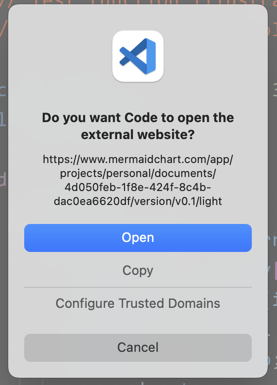 Do you want Code to open the
external website?
https://www.mermaidchart.com/app/
projects/personal/documents/
4d050feb-1f8e-424f-8c4b-
dac0ea6620df/version/v0.1/light
Open
Copy
Configure Trusted Domains
Cancel